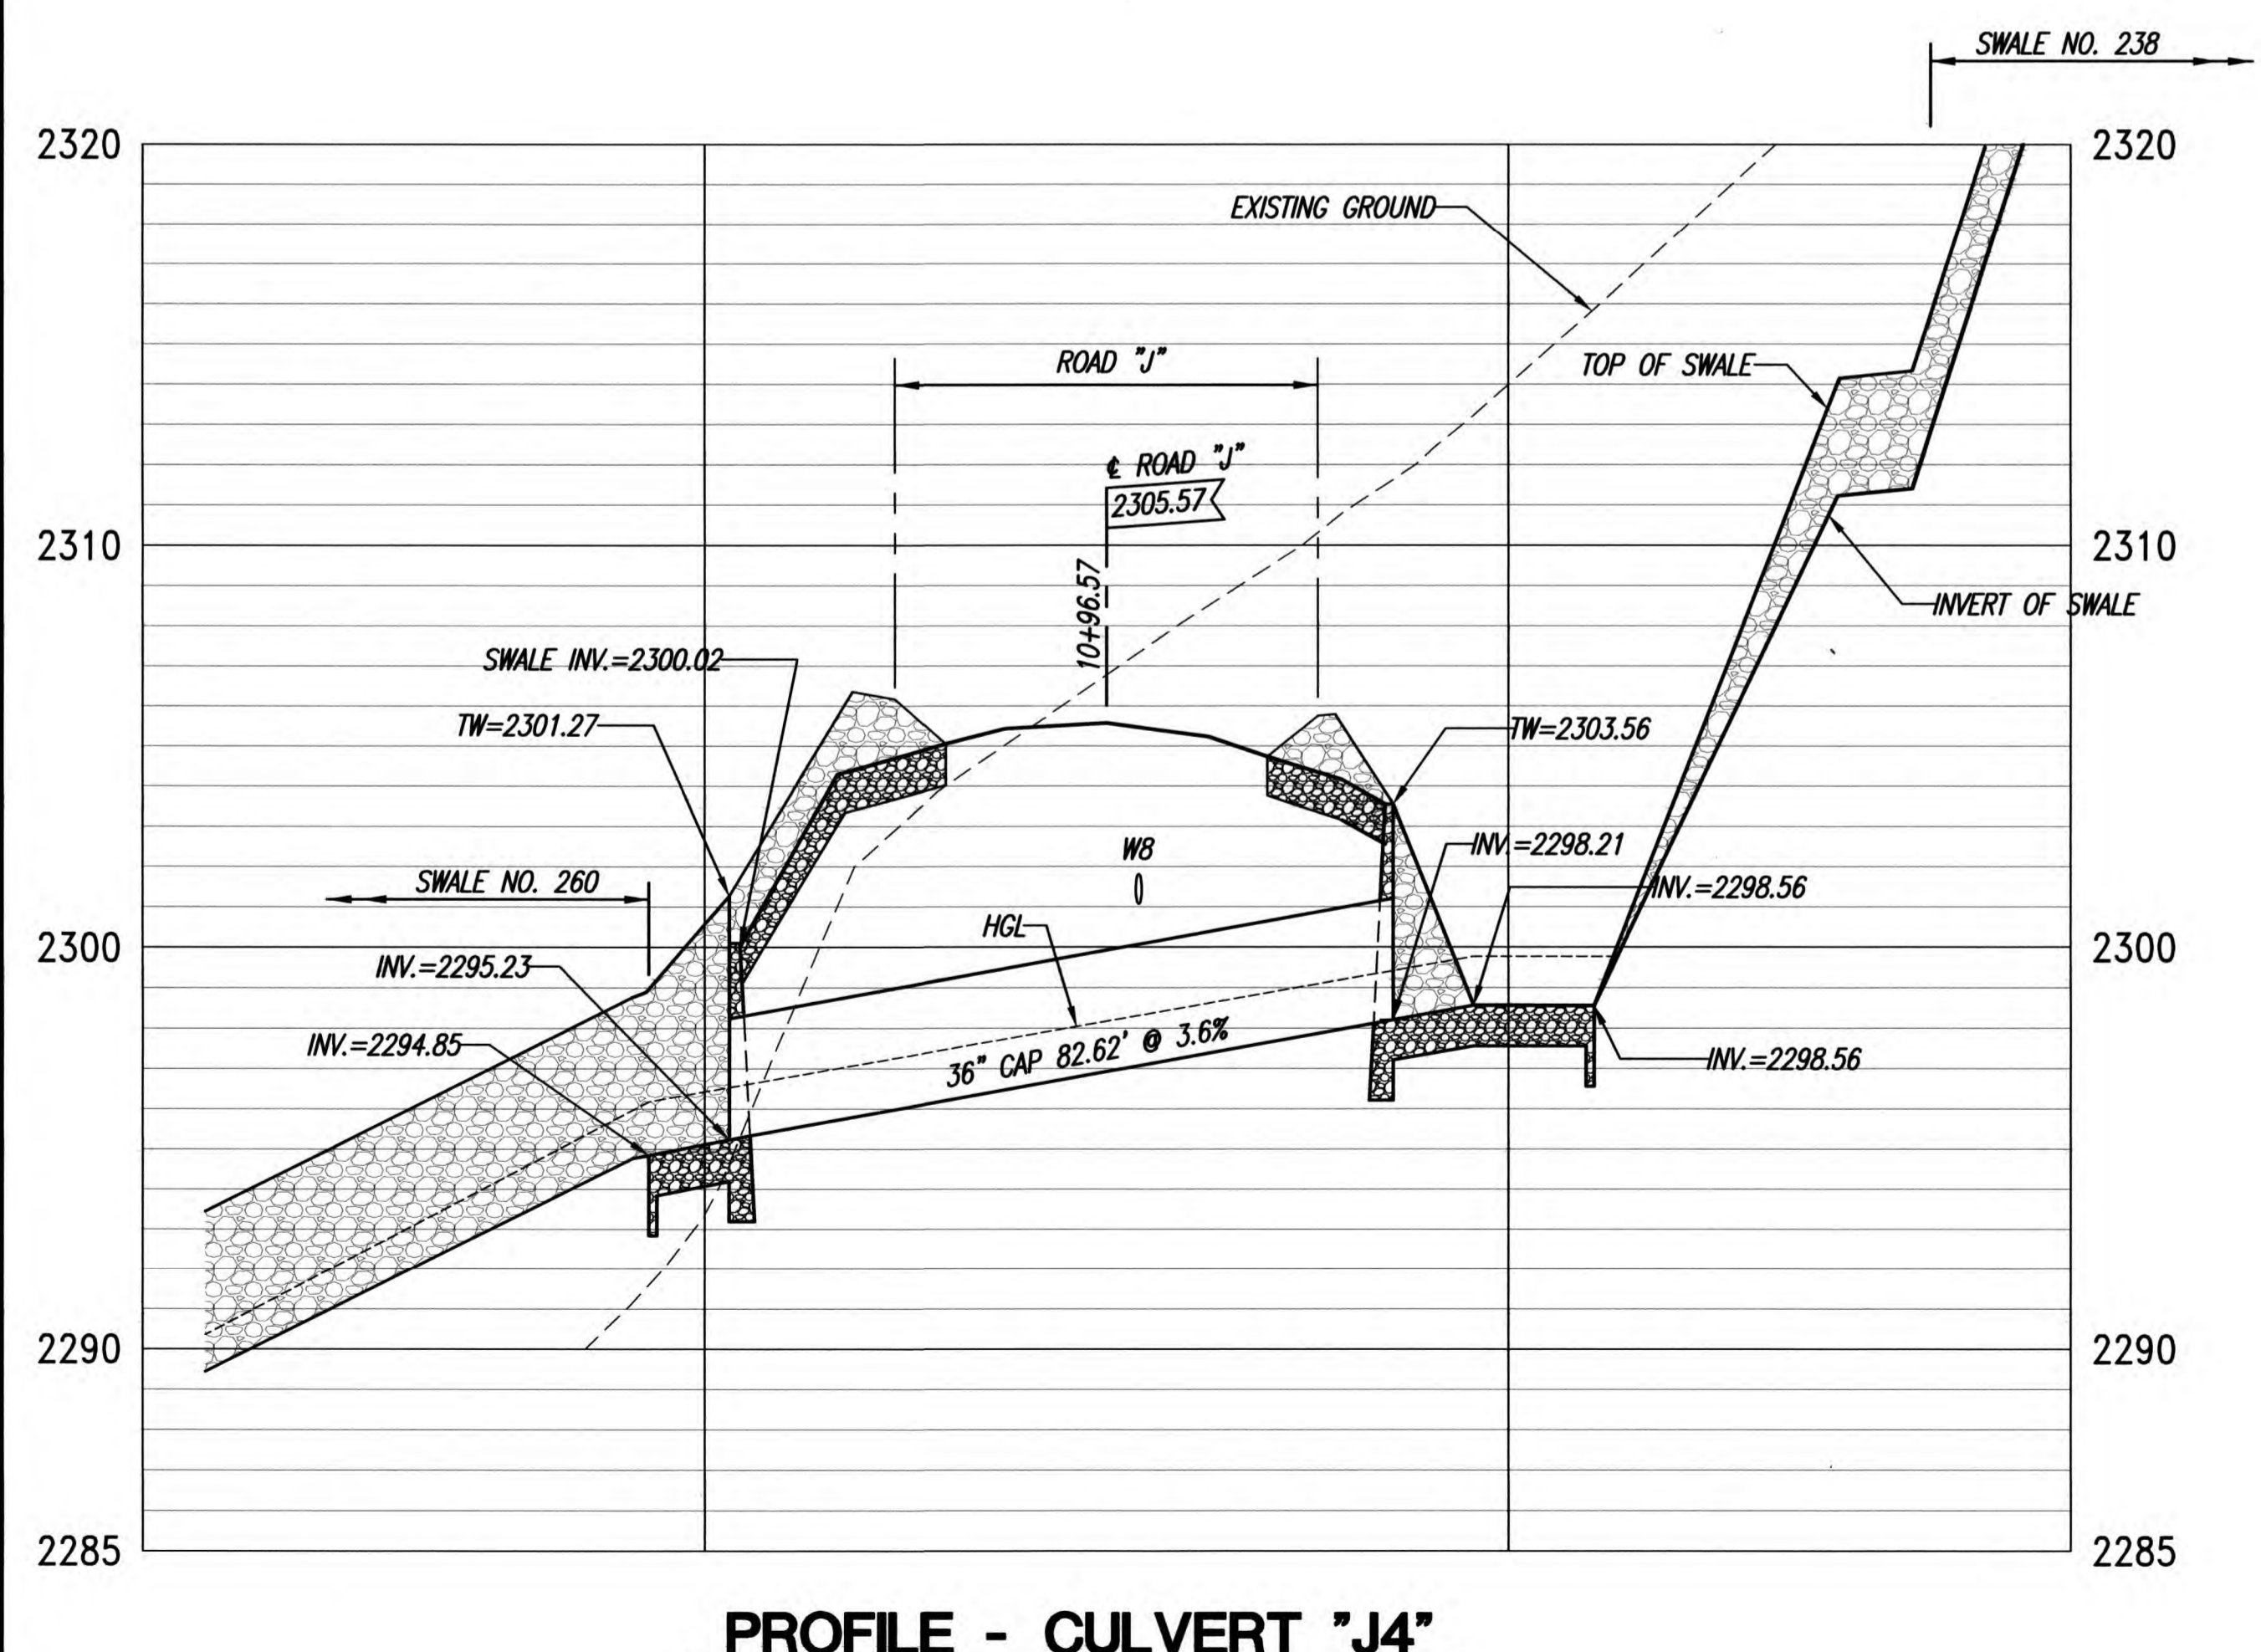 SWALE NO. 238
2320
2320
EXISTING GROUND
ROAD "J"
TOP OF SWALE
℄ ROAD "J"
2305.57
2310
2310
10+96.57
INVERT OF SWALE
SWALE INV.=2300.02
TW=2301.27
TW=2303.56
W8
INV.=2298.21
SWALE NO. 260
INV.=2298.56
HGL
2300
2300
INV.=2295.23
INV.=2294.85
36" CAP 82.62' @ 3.6%
INV.=2298.56
2290
2290
2285
2285
PROFILE - CULVERT "J4"